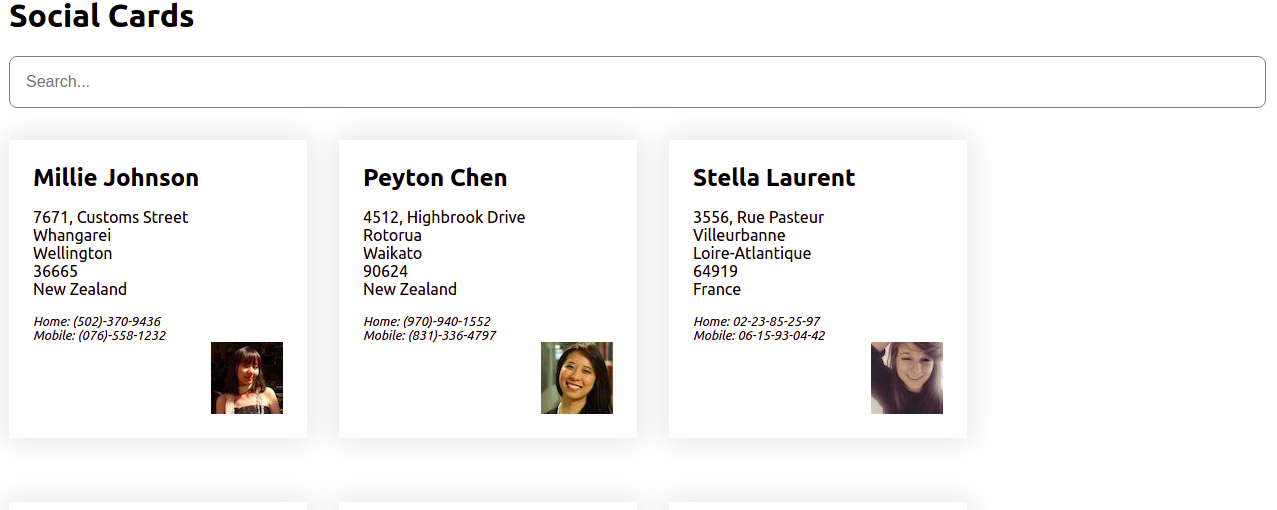 Social Cards
Search...
Millie Johnson
7671, Customs Street
Whangarei
Wellington
36665
New Zealand
Home: (502)-370-9436
Mobile: (076)-558-1232
Peyton Chen
4512, Highbrook Drive
Rotorua
Waikato
90624
New Zealand
Home: (970)-940-1552
Mobile: (831)-336-4797
Stella Laurent
3556, Rue Pasteur
Villeurbanne
Loire-Atlantique
64919
France
Home: 02-23-85-25-97
Mobile: 06-15-93-04-42